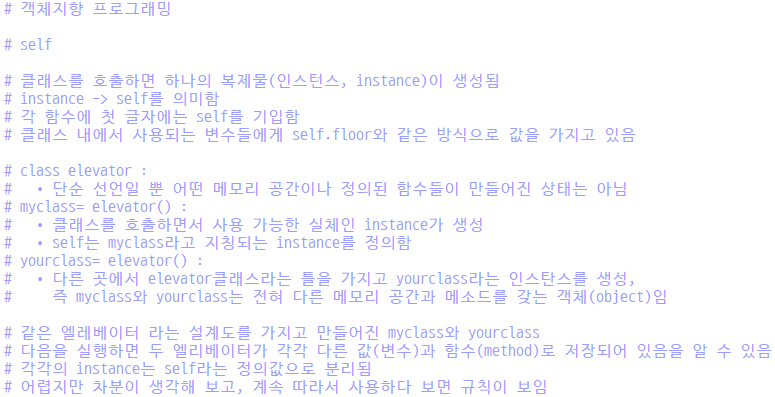 # 객체지향 프로그래밍
# self
# 클래스를 호출하면 하나의 복제물(인스턴스, instance)이 생성됨
# instance -> self를 의미함
# 각 함수에 첫 글자에는 self를 기입함
# 클래스 내에서 사용되는 변수들에게 self.floor와 같은 방식으로 값을 가지고 있음
# class elevator :
#   • 단순 선언일 뿐 어떤 메모리 공간이나 정의된 함수들이 만들어진 상태는 아님
# myclass= elevator() :
#   • 클래스를 호출하면서 사용 가능한 실체인 instance가 생성
#   • self는 myclass라고 지칭되는 instance를 정의함
# yourclass= elevator() :
#   • 다른 곳에서 elevator클래스라는 틀을 가지고 yourclass라는 인스탄스를 생성,
#     즉 myclass와 yourclass는 전혀 다른 메모리 공간과 메소드를 갖는 객체(object)임
# 같은 엘레베이터 라는 설계도를 가지고 만들어진 myclass와 yourclass
# 다음을 실행하면 두 엘리베이터가 각각 다른 값(변수)과 함수(method)로 저장되어 있음을 알 수 있음
# 각각의 instance는 self라는 정의값으로 분리됨
# 어렵지만 차분이 생각해 보고, 계속 따라서 사용하다 보면 규칙이 보임